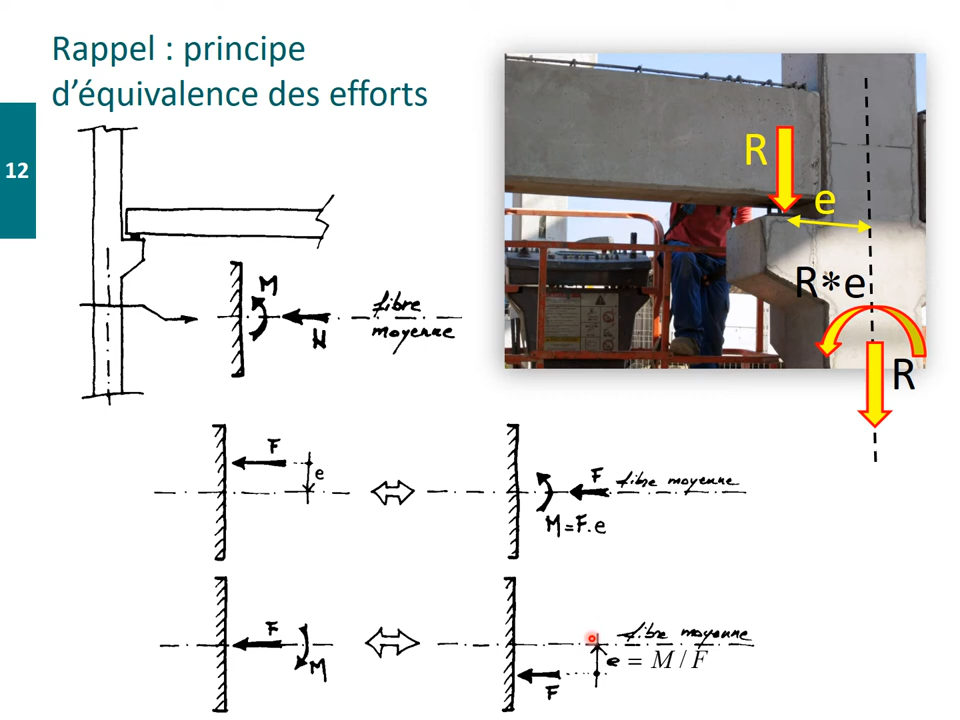 Rappel : principe
d’équivalence des efforts
12
R
e
R*e
R
M
N
fibre
moyenne
F
e
F
fibre moyenne
M=F.e
F
M
fibre moyenne
e = M / F
F